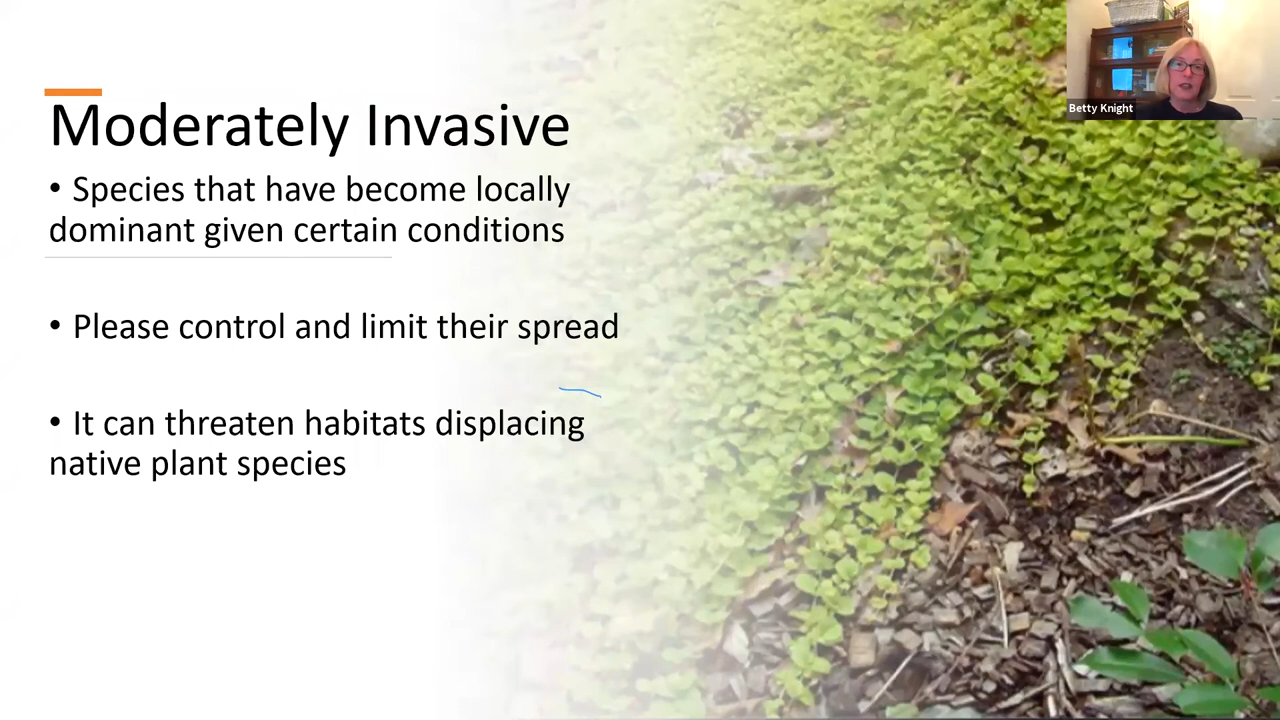 Betty Knight
Moderately Invasive
• Species that have become locally
dominant given certain conditions
• Please control and limit their spread
• It can threaten habitats displacing
native plant species